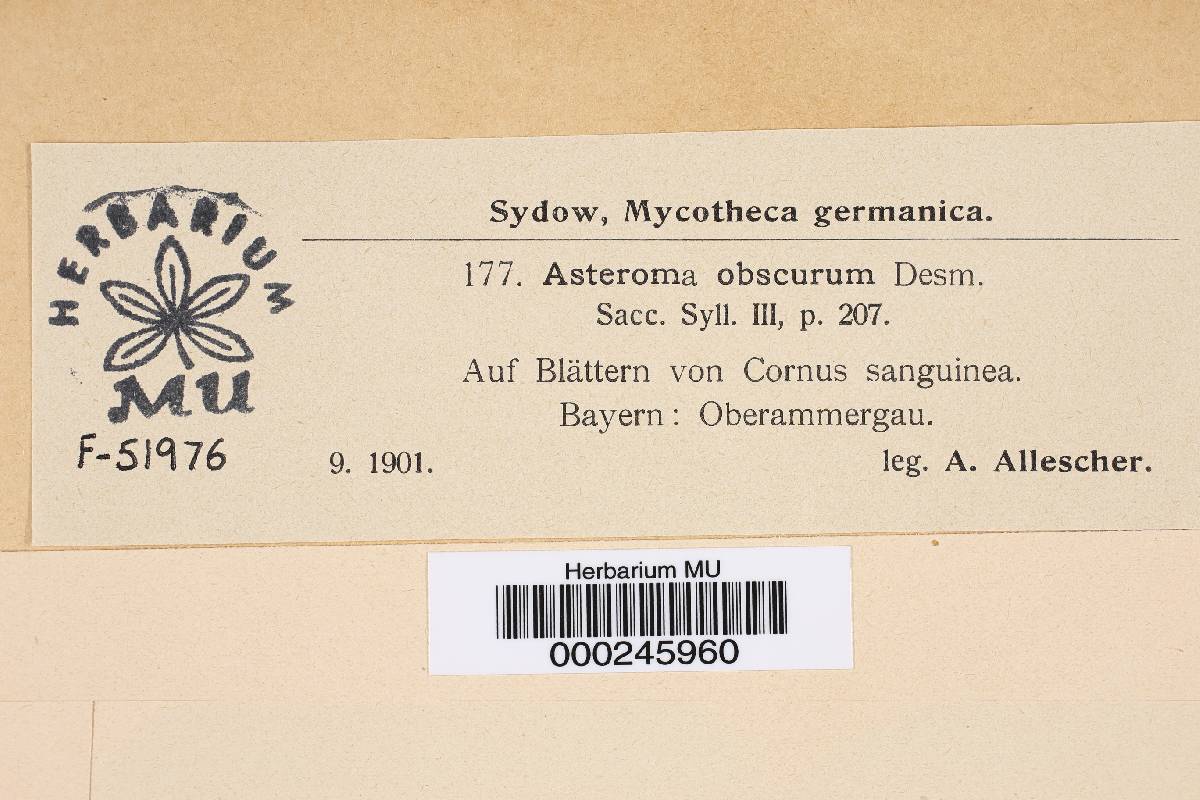 HERBARIUM
MU
F-51976
Sydow, Mycotheca germanica.
177. Asteroma obscurum Desm.
Sacc. Syll. III, p. 207.
Auf Blättern von Cornus sanguinea.
Bayern: Oberammergau.
9. 1901. leg. A. Allescher.
Herbarium MU
000245960